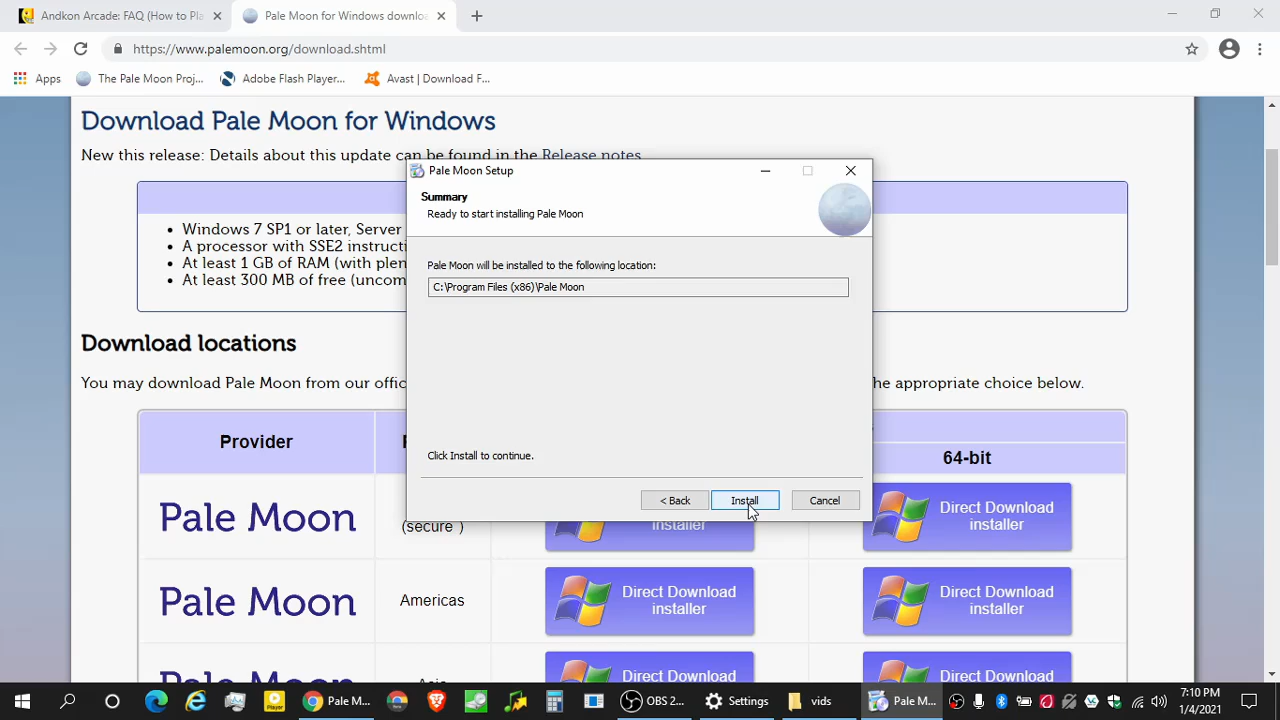 Andkon Arcade: FAQ (How to Pla
Pale Moon for Windows downloa
https://www.palemoon.org/download.shtml
Apps
The Pale Moon Proj...
Adobe Flash Player...
Avast | Download F...
Download Pale Moon for Windows
New this release: Details about this update can be found in the Release notes
Pale Moon Setup
Summary
Ready to start installing Pale Moon
Windows 7 SP1 or later, Server
A processor with SSE2 instructi
At least 1 GB of RAM (with plen
At least 300 MB of free (uncom
Pale Moon will be installed to the following location:
C:\Program Files (x86)\Pale Moon
Download locations
You may download Pale Moon from our offic
he appropriate choice below.
Click Install to continue.
< Back
Install
Cancel
Provider
64-bit
Pale Moon
(secure )
installer
Direct Download
installer
Pale Moon
Americas
Direct Download
installer
Direct Download
installer
Pale Moon
Asia
Direct Download
Direct Download
Player
Pale M...
OBS 2...
Settings
vids
Pale M...
7:10 PM
1/4/2021